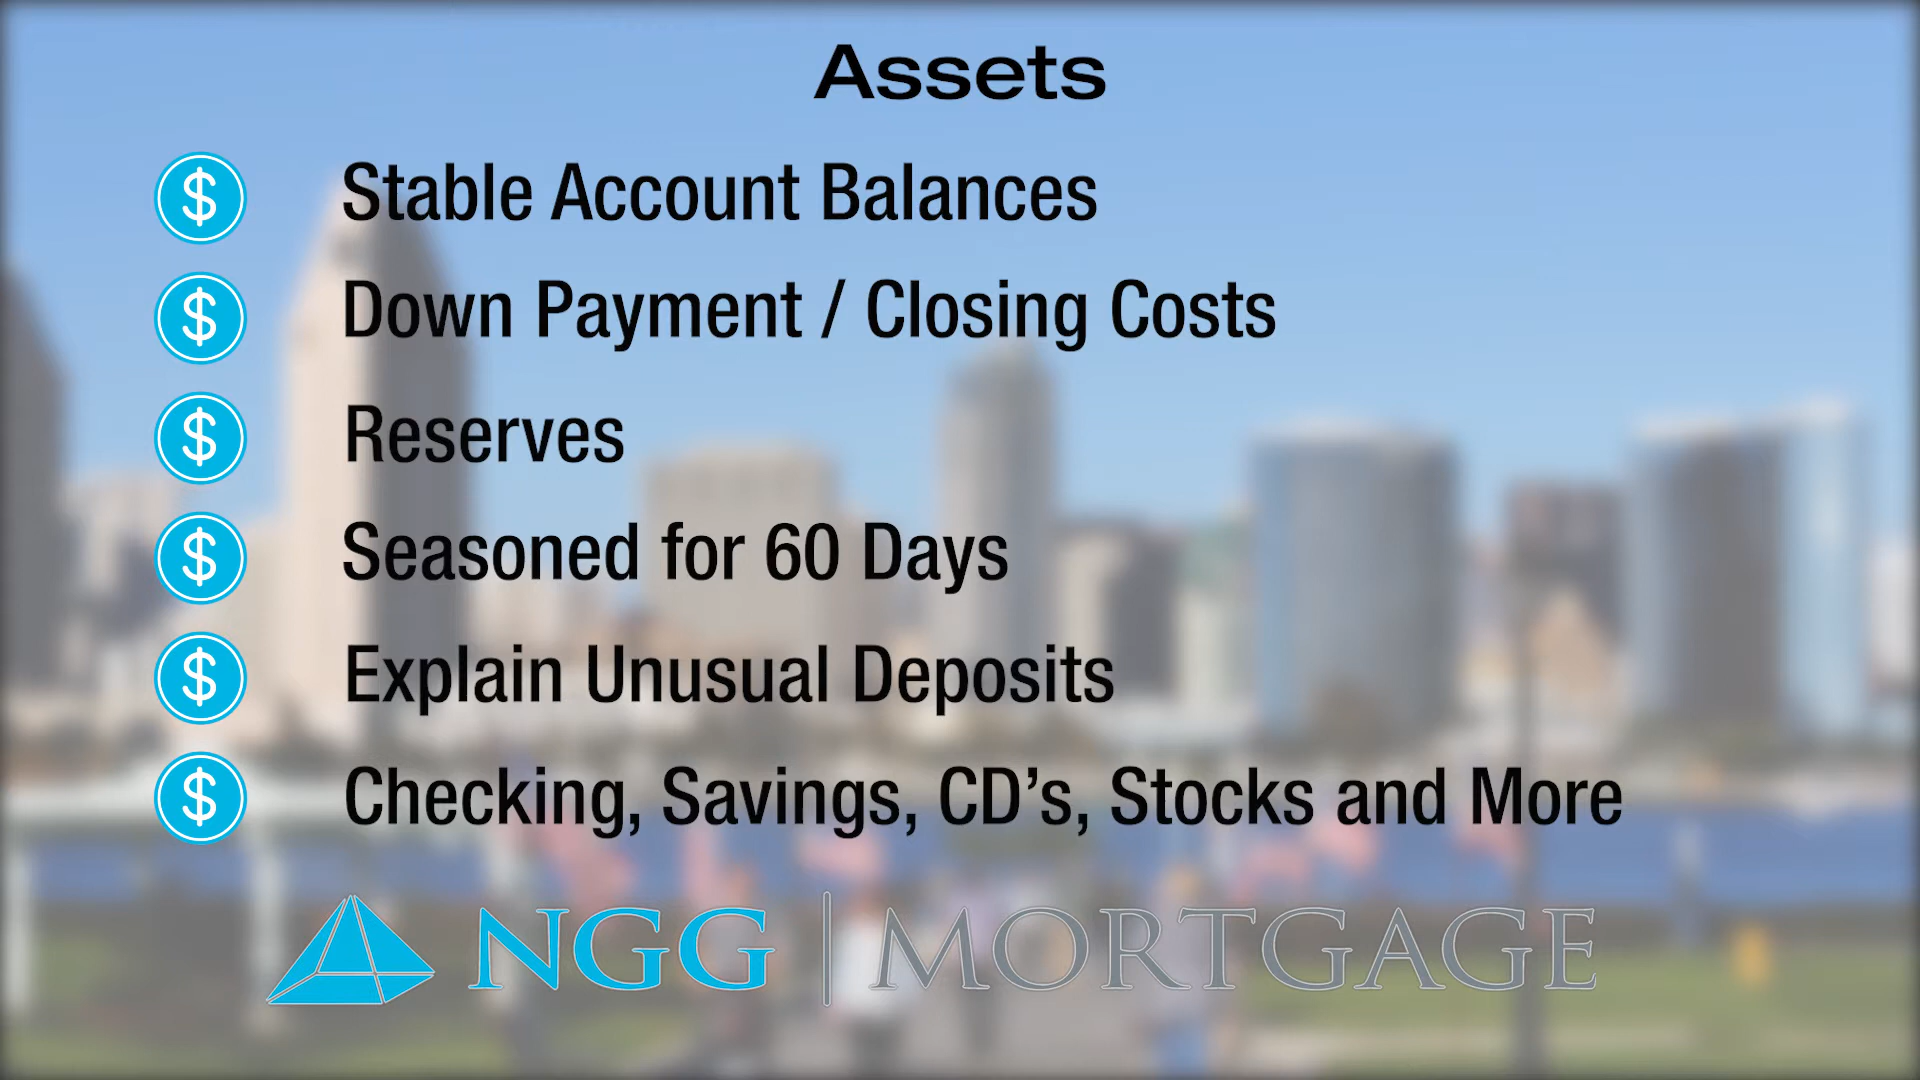 Assets
Stable Account Balances
Down Payment / Closing Costs
Reserves
Seasoned for 60 Days
Explain Unusual Deposits
Checking, Savings, CD’s, Stocks and More
NGG | MORTGAGE